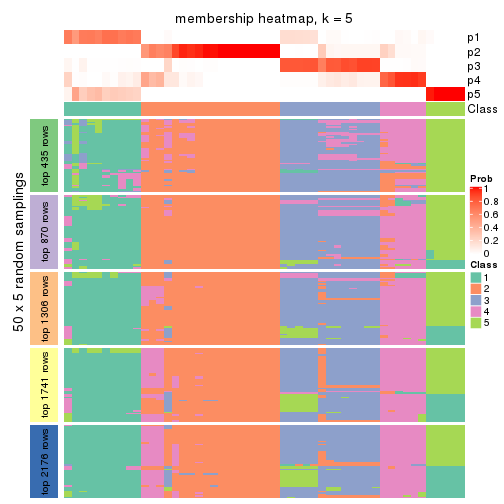 membership heatmap, k = 5
p1
p2
p3
p4
p5
Class
50 x 5 random samplings
top 435 rows
top 870 rows
top 1306 rows
top 1741 rows
top 2176 rows
Prob
1
0.8
0.6
0.4
0.2
0
Class
1
2
3
4
5